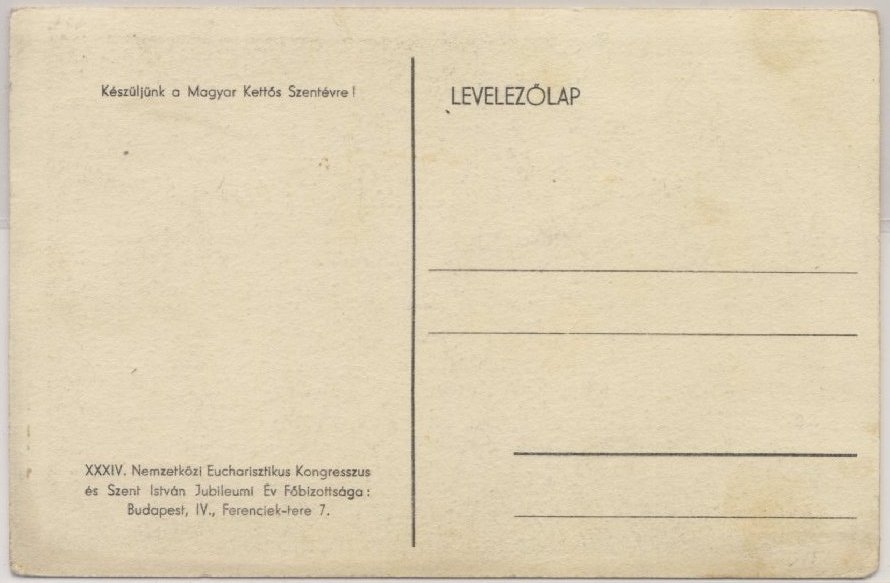 Készüljünk a Magyar Kettős Szentévre!
LEVELEZŐLAP
XXXIV. Nemzetközi Eucharisztikus Kongresszus
és Szent István Jubileumi Év Főbizottsága:
Budapest, IV., Ferenciek-tere 7.